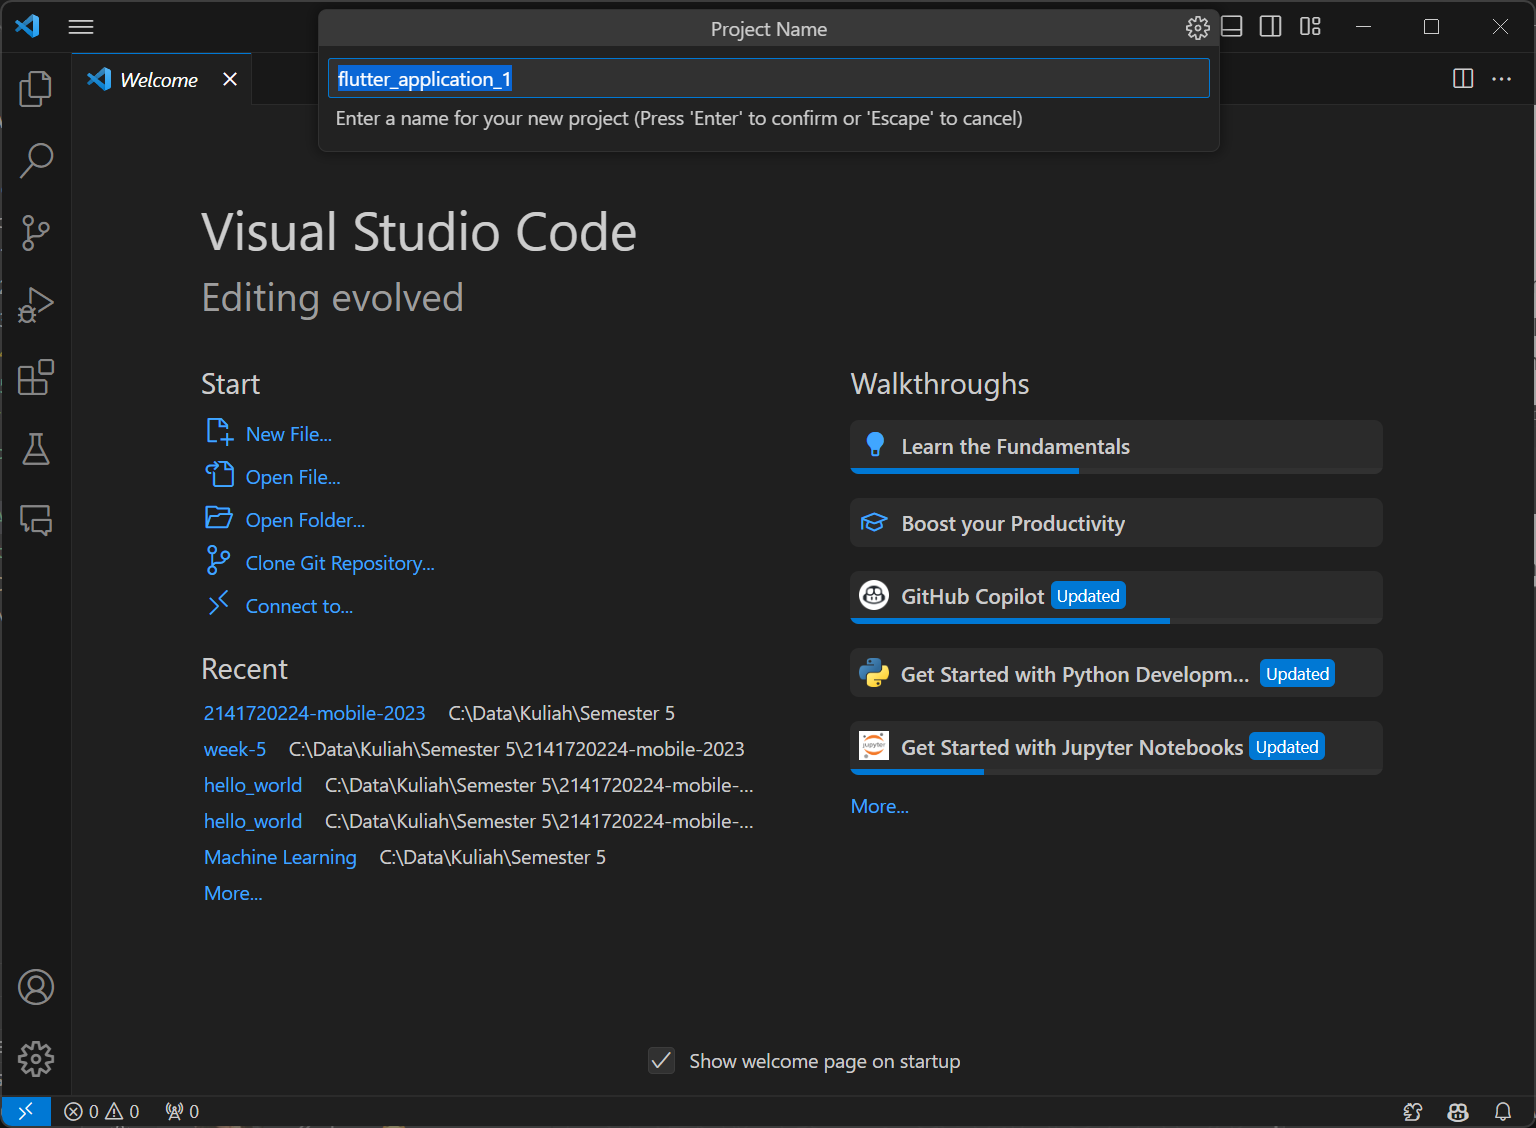 Project Name
Welcome
flutter_application_1
Enter a name for your new project (Press 'Enter' to confirm or 'Escape' to cancel)
Visual Studio Code
Editing evolved
Start
New File...
Open File...
Open Folder...
Clone Git Repository...
Connect to...
Recent
2141720224-mobile-2023 C:\Data\Kuliah\Semester 5
week-5 C:\Data\Kuliah\Semester 5\2141720224-mobile-2023
hello_world C:\Data\Kuliah\Semester 5\2141720224-mobile-...
hello_world C:\Data\Kuliah\Semester 5\2141720224-mobile-...
Machine Learning C:\Data\Kuliah\Semester 5
More...
Walkthroughs
Learn the Fundamentals
Boost your Productivity
GitHub Copilot Updated
Get Started with Python Developm... Updated
jupyter
Get Started with Jupyter Notebooks Updated
More...
Show welcome page on startup
0 0 0